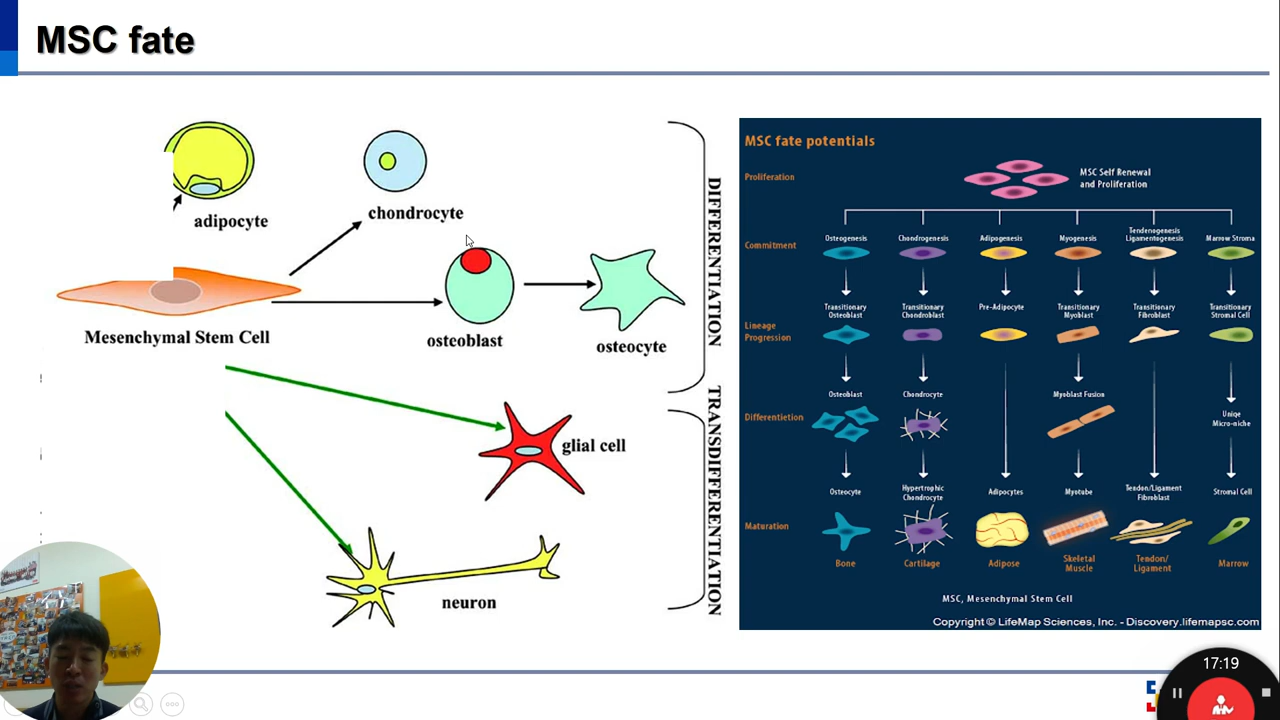 MSC fate
adipocyte
chondrocyte
Mesenchymal Stem Cell
osteoblast
osteocyte
DIFFERENTIATION
glial cell
neuron
TRANSDIFFERENTIATION
MSC fate potentials
Proliferation
MSC Self Renewal
and Proliferation
Commitment
Osteogenesis
Chondrogenesis
Adipogenesis
Myogenesis
Tendenogenesis
Ligamentogenesis
Marrow Stroma
Lineage
Progression
Transitionary
Osteoblast
Transitionary
Chondroblast
Pre-Adipocyte
Transitionary
Myoblast
Transitionary
Fibroblast
Transitionary
Stromal Cell
Differentietion
Osteoblast
Chondrocyte
Myoblast Fusion
Uniqe
Micro-niche
Maturation
Osteocyte
Hypertrophic
Chondrocyte
Adipocytes
Myotube
Tendon/Ligament
Fibroblast
Stromal Cell
Bone
Cartilage
Adipose
Skeletal
Muscle
Tendon/
Ligament
Marrow
MSC, Mesenchymal Stem Cell
Copyright © LifeMap Sciences, Inc. - Discovery.lifemapsc.com
17:19